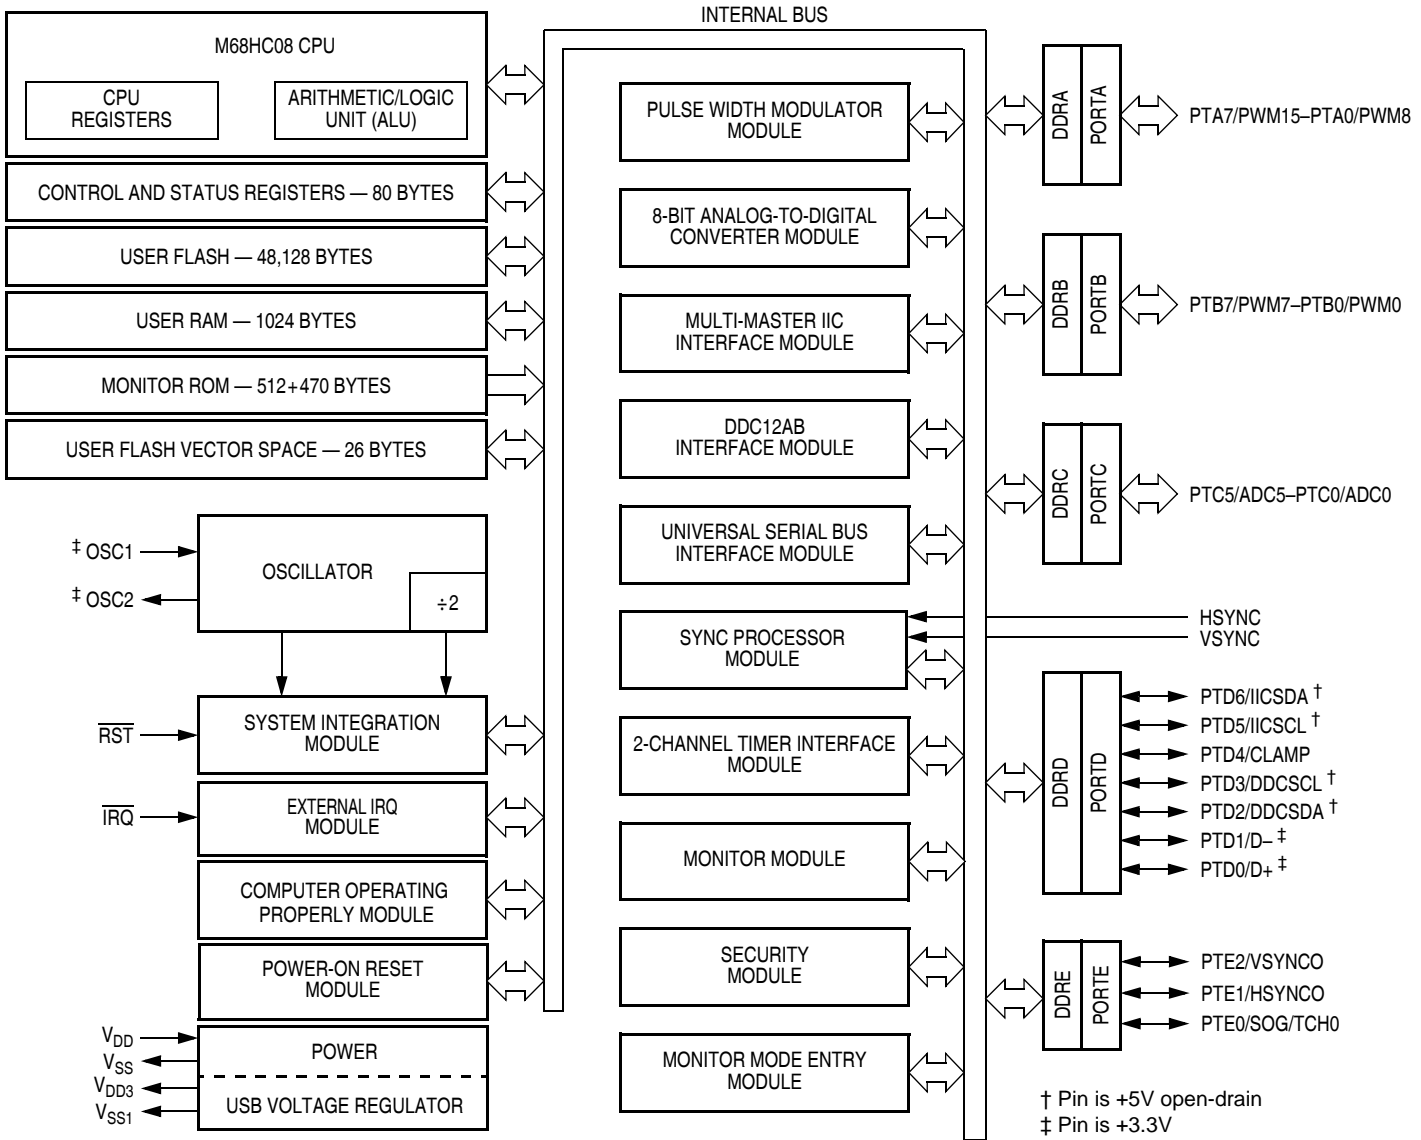 INTERNAL BUS
M68HC08 CPU
CPU
REGISTERS
ARITHMETIC/LOGIC
UNIT (ALU)
CONTROL AND STATUS REGISTERS — 80 BYTES
USER FLASH — 48,128 BYTES
USER RAM — 1024 BYTES
MONITOR ROM — 512+470 BYTES
USER FLASH VECTOR SPACE — 26 BYTES
‡ OSC1
‡ OSC2
OSCILLATOR
÷2
RST
SYSTEM INTEGRATION
MODULE
IRQ
EXTERNAL IRQ
MODULE
COMPUTER OPERATING
PROPERLY MODULE
POWER-ON RESET
MODULE
VDD
VSS
VDD3
VSS1
POWER
USB VOLTAGE REGULATOR
PULSE WIDTH MODULATOR
MODULE
8-BIT ANALOG-TO-DIGITAL
CONVERTER MODULE
MULTI-MASTER IIC
INTERFACE MODULE
DDC12AB
INTERFACE MODULE
UNIVERSAL SERIAL BUS
INTERFACE MODULE
SYNC PROCESSOR
MODULE
2-CHANNEL TIMER INTERFACE
MODULE
MONITOR MODULE
SECURITY
MODULE
MONITOR MODE ENTRY
MODULE
DDRA
PORTA
PTA7/PWM15–PTA0/PWM8
DDRB
PORTB
PTB7/PWM7–PTB0/PWM0
DDRC
PORTC
PTC5/ADC5–PTC0/ADC0
HSYNC
VSYNC
DDRD
PORTD
PTD6/IICSDA †
PTD5/IICSCL †
PTD4/CLAMP
PTD3/DDCSCL †
PTD2/DDCSDA †
PTD1/D– ‡
PTD0/D+ ‡
DDRE
PORTE
PTE2/VSYNCO
PTE1/HSYNCO
PTE0/SOG/TCH0
† Pin is +5V open-drain
‡ Pin is +3.3V